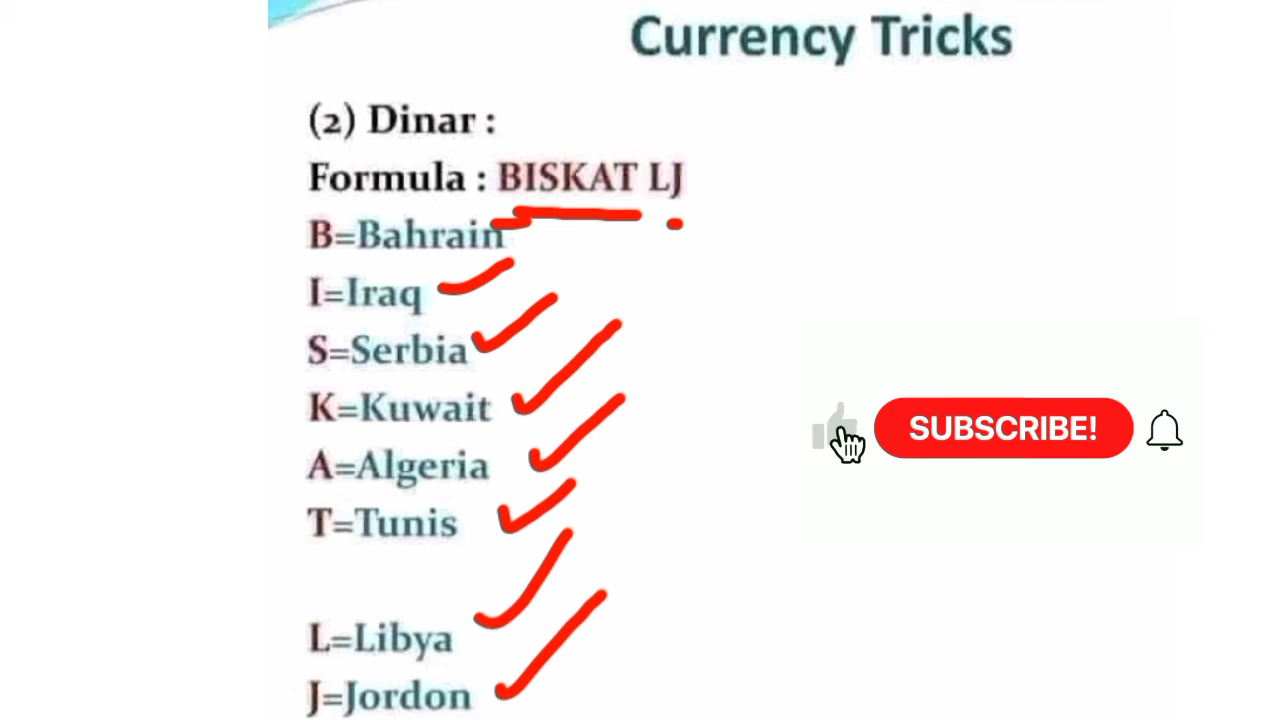 Currency Tricks
(2) Dinar :
Formula : BISKAT LJ
B=Bahrain
I=Iraq
S=Serbia
K=Kuwait
A=Algeria
T=Tunis
L=Libya
J=Jordon
SUBSCRIBE!